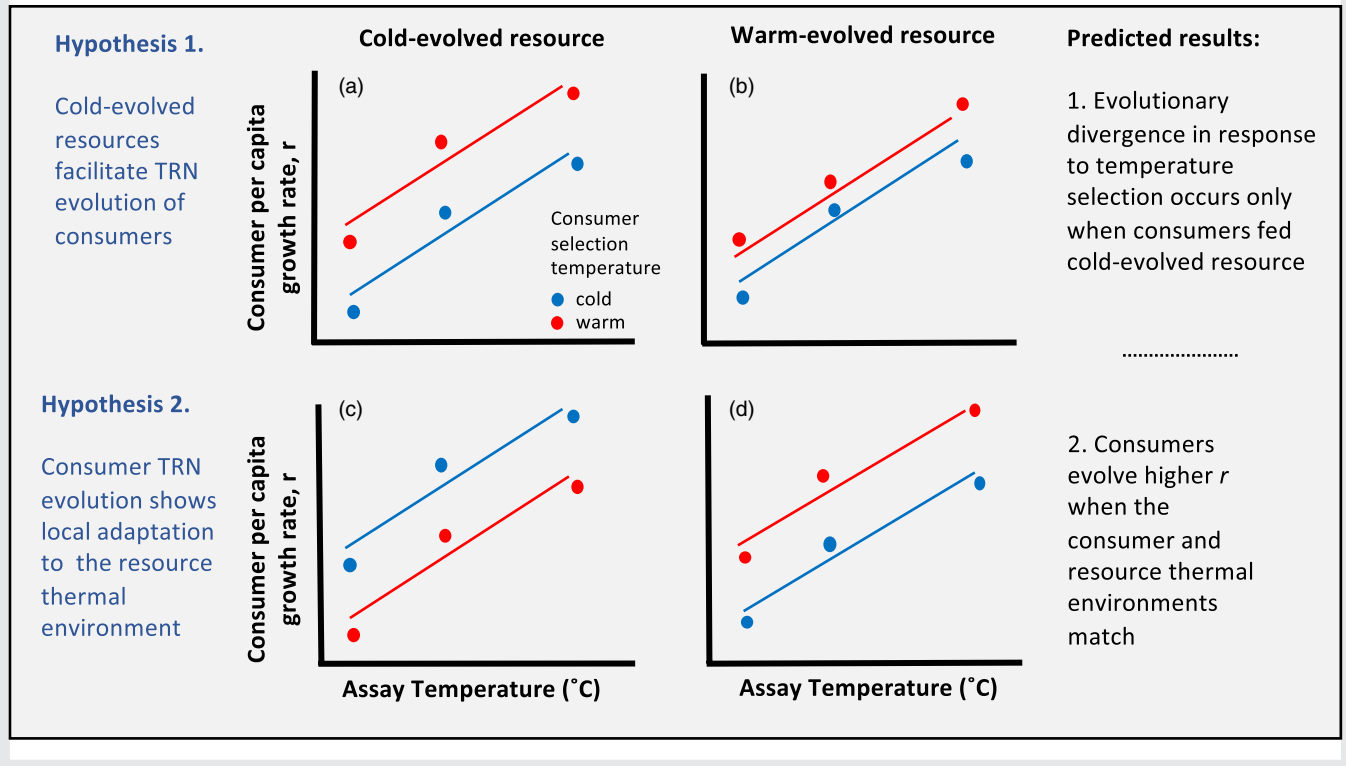 Hypothesis 1.
Cold-evolved
resources
facilitate TRN
evolution of
consumers
Cold-evolved resource
Warm-evolved resource
Predicted results:
(a)
Consumer per capita
growth rate, r
Consumer
selection
temperature
cold
warm
(b)
1. Evolutionary
divergence in response
to temperature
selection occurs only
when consumers fed
cold-evolved resource
.......................
Hypothesis 2.
Consumer TRN
evolution shows
local adaptation
to the resource
thermal
environment
(c)
Consumer per capita
growth rate, r
Assay Temperature (˚C)
(d)
Assay Temperature (˚C)
2. Consumers
evolve higher r
when the
consumer and
resource thermal
environments
match